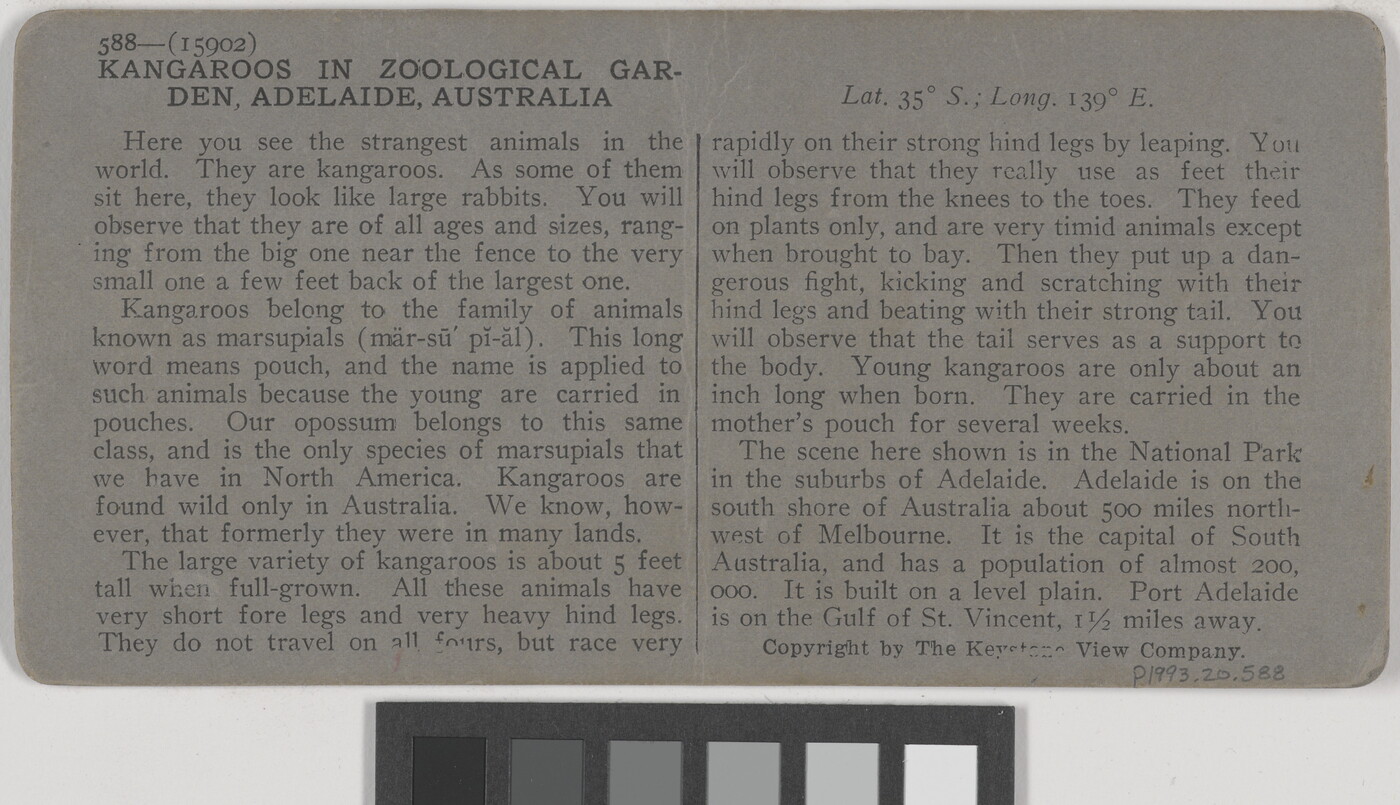 588—(15902)
KANGAROOS IN ZOOLOGICAL GAR-
DEN, ADELAIDE, AUSTRALIA
Here you see the strangest animals in the
world. They are kangaroos. As some of them
sit here, they look like large rabbits. You will
observe that they are of all ages and sizes, rang-
ing from the big one near the fence to the very
small one a few feet back of the largest one.
Kangaroos belong to the family of animals
known as marsupials (mär-sū′ pĭ-ăl). This long
word means pouch, and the name is applied to
such animals because the young are carried in
pouches. Our opossum belongs to this same
class, and is the only species of marsupials that
we have in North America. Kangaroos are
found wild only in Australia. We know, how-
ever, that formerly they were in many lands.
The large variety of kangaroos is about 5 feet
tall when full-grown. All these animals have
very short fore legs and very heavy hind legs.
They do not travel on all fours, but race very
Lat. 35° S.; Long. 139° E.
rapidly on their strong hind legs by leaping. You
will observe that they really use as feet their
hind legs from the knees to the toes. They feed
on plants only, and are very timid animals except
when brought to bay. Then they put up a dan-
gerous fight, kicking and scratching with their
hind legs and beating with their strong tail. You
will observe that the tail serves as a support to
the body. Young kangaroos are only about an
inch long when born. They are carried in the
mother's pouch for several weeks.
The scene here shown is in the National Park
in the suburbs of Adelaide. Adelaide is on the
south shore of Australia about 500 miles north-
west of Melbourne. It is the capital of South
Australia, and has a population of almost 200,
000. It is built on a level plain. Port Adelaide
is on the Gulf of St. Vincent, 1½ miles away.
Copyright by The Keystone View Company.
P1993.20.588